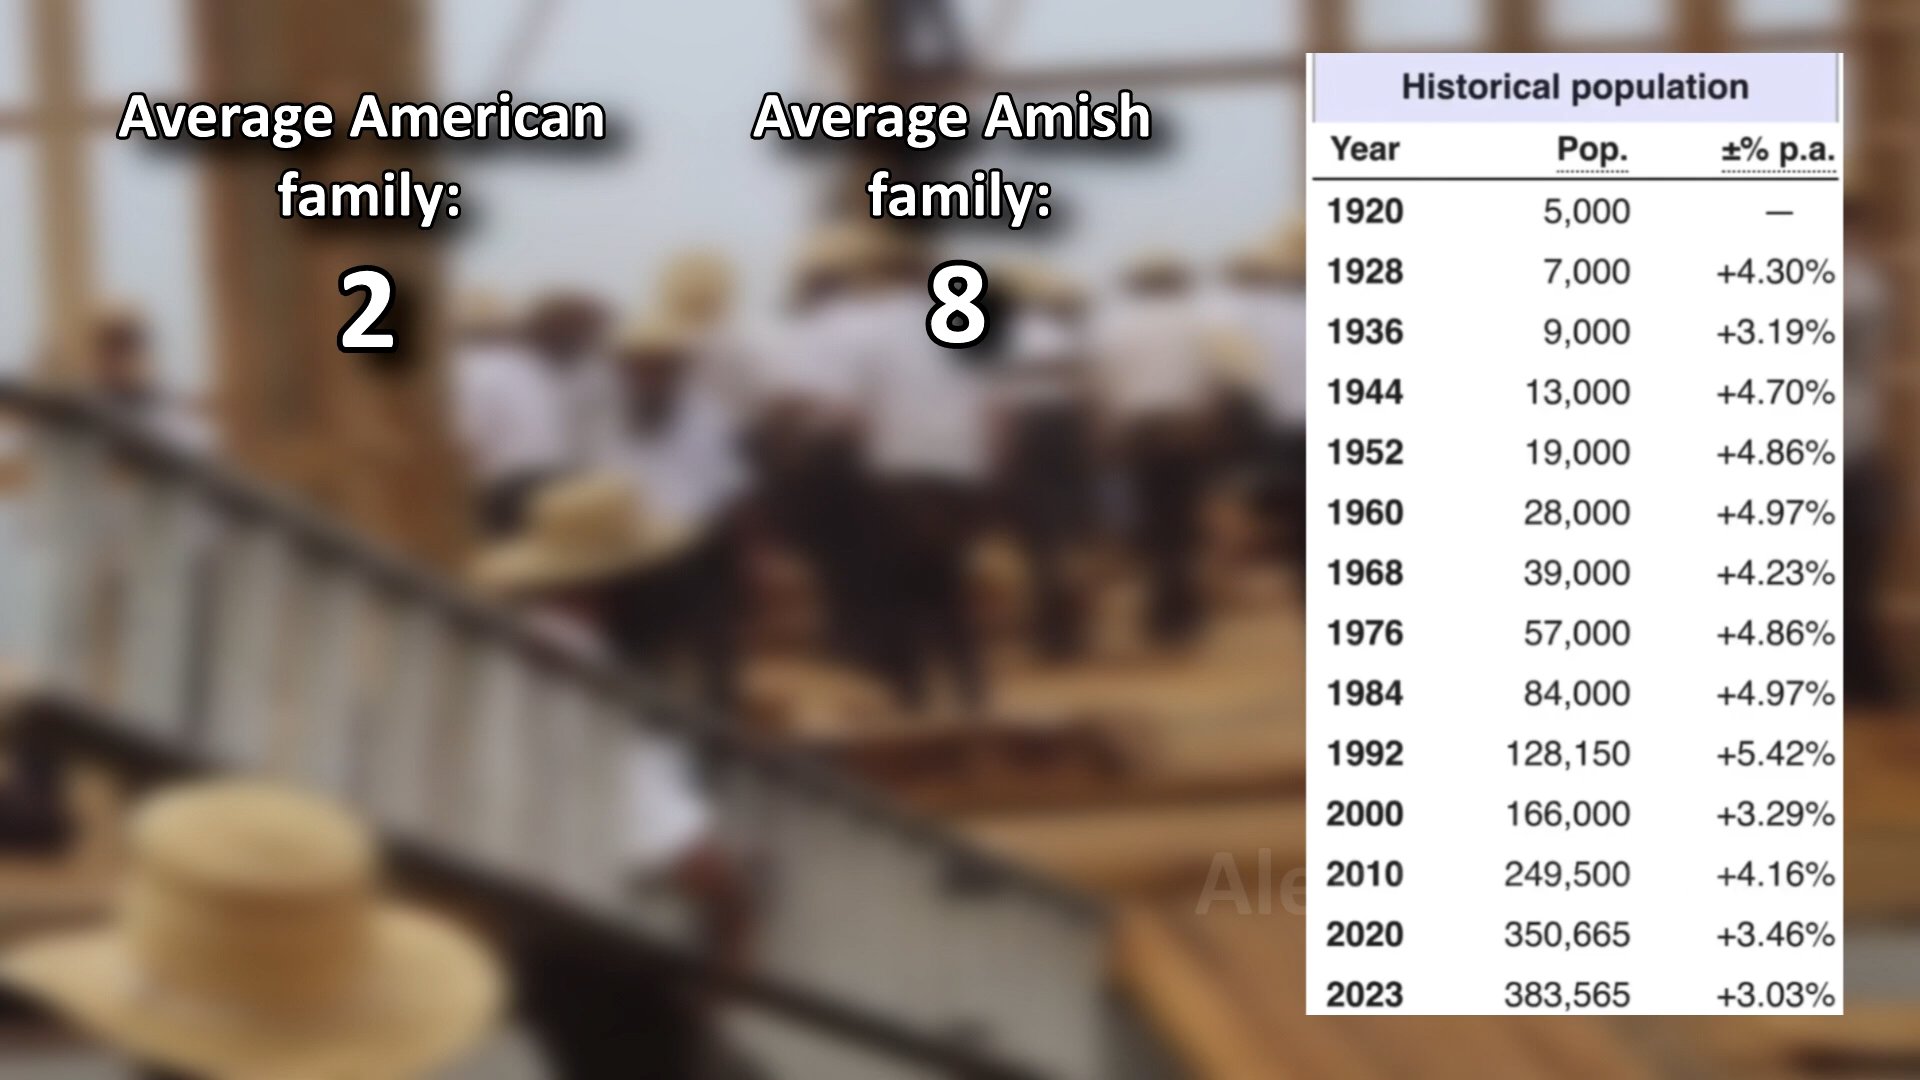 Average American
family:
2
Average Amish
family:
8
Historical population
Year Pop. ±% p.a.
1920 5,000 —
1928 7,000 +4.30%
1936 9,000 +3.19%
1944 13,000 +4.70%
1952 19,000 +4.86%
1960 28,000 +4.97%
1968 39,000 +4.23%
1976 57,000 +4.86%
1984 84,000 +4.97%
1992 128,150 +5.42%
2000 166,000 +3.29%
2010 249,500 +4.16%
2020 350,665 +3.46%
2023 383,565 +3.03%